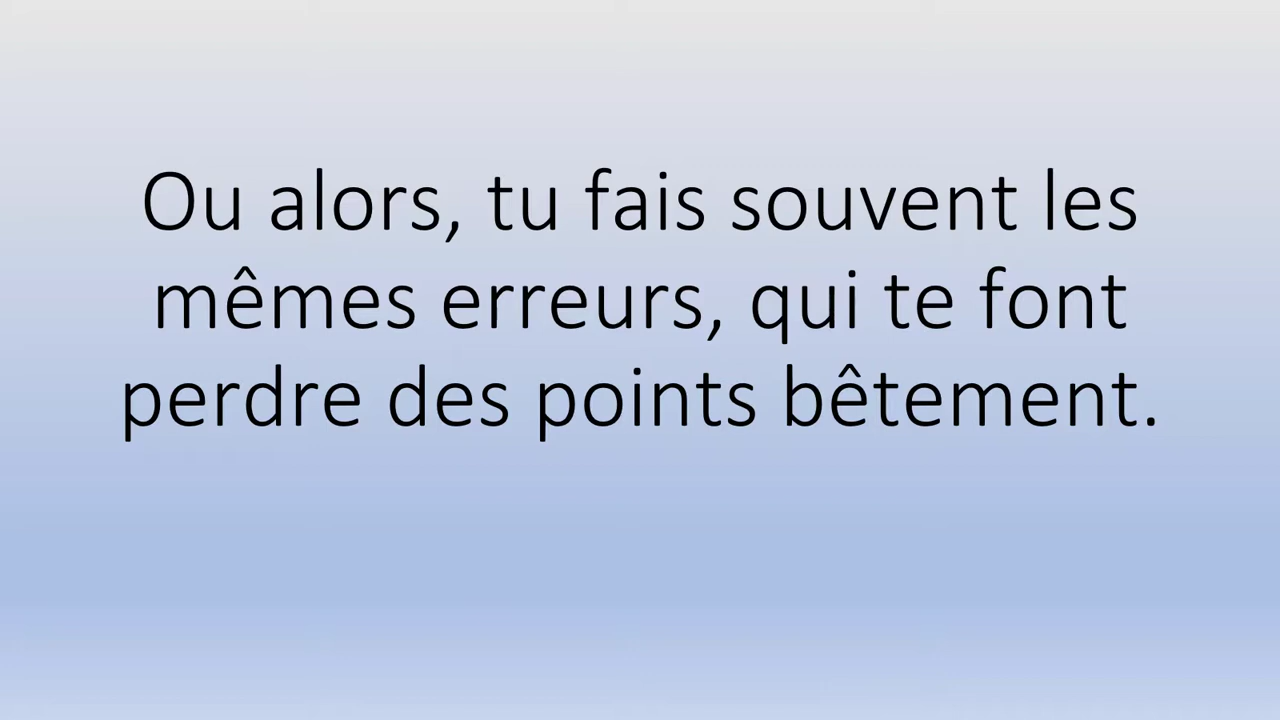 Ou alors, tu fais souvent les
mêmes erreurs, qui te font
perdre des points bêtement.